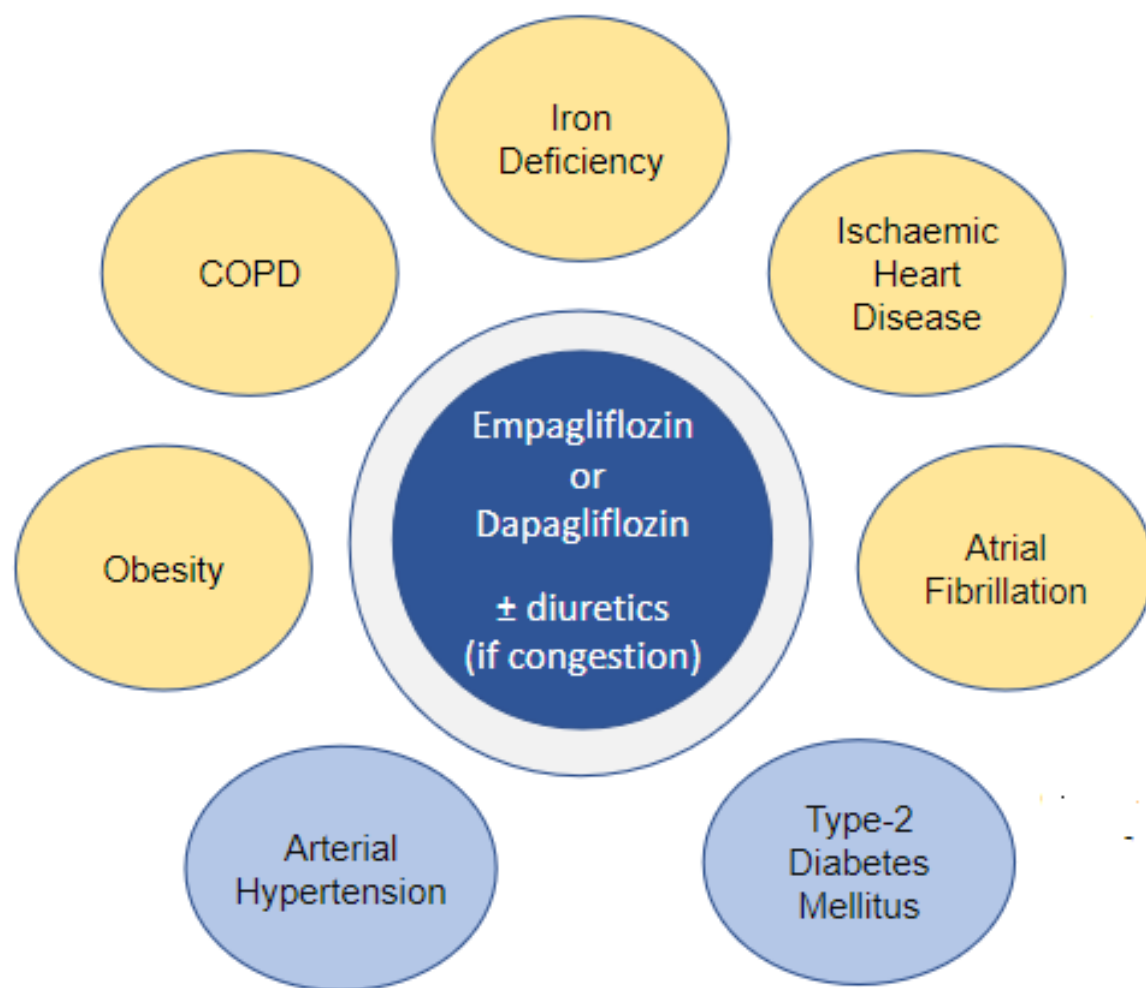 Iron
Deficiency
COPD
Ischaemic
Heart
Disease
Empagliflozin
or
Dapagliflozin
± diuretics
(if congestion)
Obesity
Atrial
Fibrillation
Arterial
Hypertension
Type-2
Diabetes
Mellitus